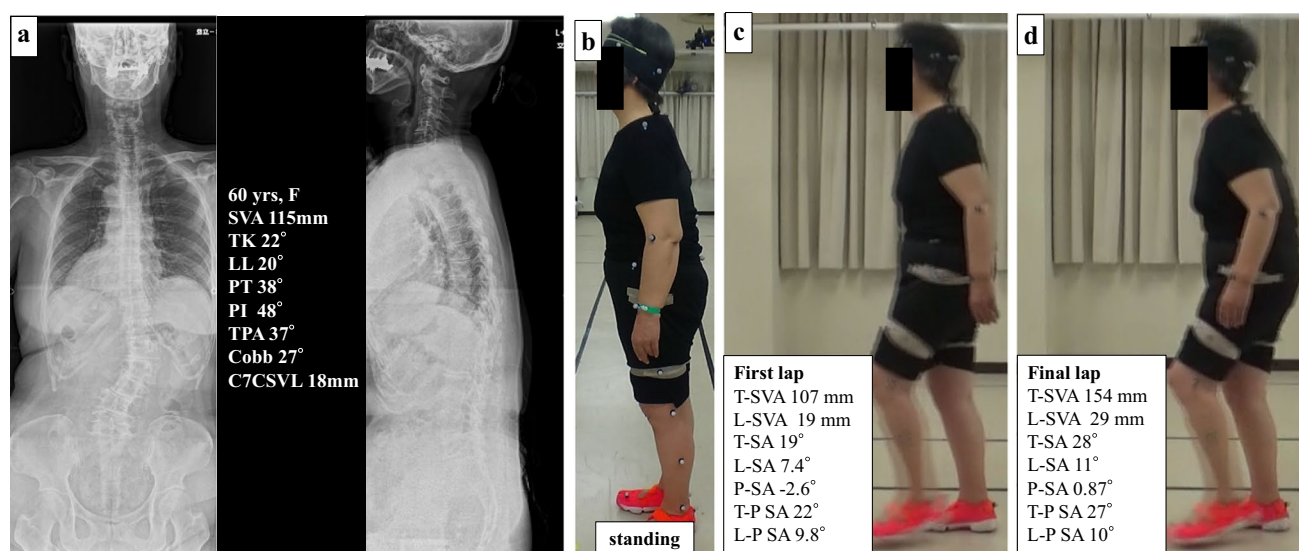 a
60 yrs, F
SVA 115mm
TK 22°
LL 20°
PT 38°
PI 48°
TPA 37°
Cobb 27°
C7CSVL 18mm
b
standing
c
First lap
T-SVA 107 mm
L-SVA 19 mm
T-SA 19°
L-SA 7.4°
P-SA -2.6°
T-P SA 22°
L-P SA 9.8°
d
Final lap
T-SVA 154 mm
L-SVA 29 mm
T-SA 28°
L-SA 11°
P-SA 0.87°
T-P SA 27°
L-P SA 10°